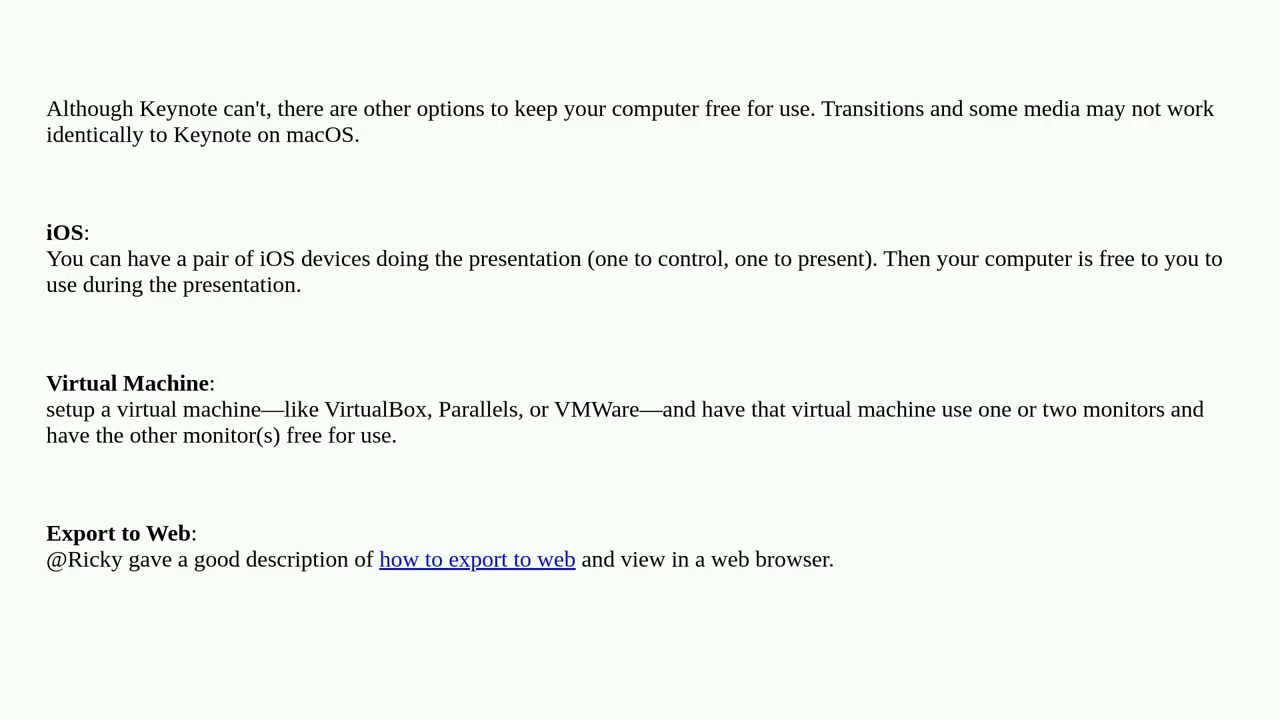 Although Keynote can't, there are other options to keep your computer free for use. Transitions and some media may not work
identically to Keynote on macOS.
iOS:
You can have a pair of iOS devices doing the presentation (one to control, one to present). Then your computer is free to you to
use during the presentation.
Virtual Machine:
setup a virtual machine—like VirtualBox, Parallels, or VMWare—and have that virtual machine use one or two monitors and
have the other monitor(s) free for use.
Export to Web:
@Ricky gave a good description of how to export to web and view in a web browser.